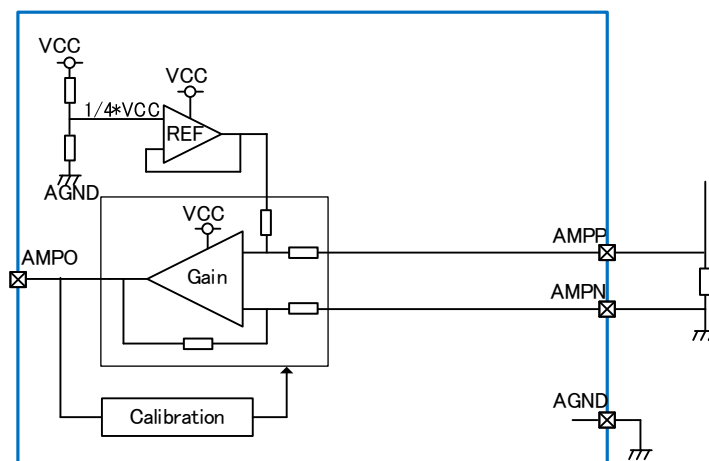 VCC
VCC
1/4*VCC
REF
AGND
VCC
AMPO
Gain
AMPP
AMPN
AGND
Calibration